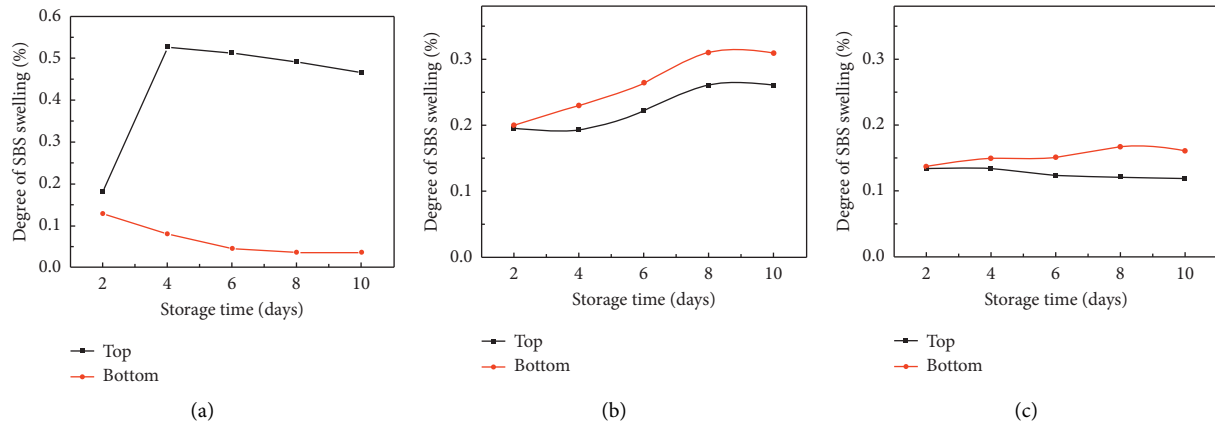 Degree of SBS swelling (%)
0.6
0.5
0.4
0.3
0.2
0.1
0.0
2 4 6 8 10
Storage time (days)
Top
Bottom
(a)
Degree of SBS swelling (%)
0.3
0.2
0.1
0.0
2 4 6 8 10
Storage time (days)
Top
Bottom
(b)
Degree of SBS swelling (%)
0.3
0.2
0.1
0.0
2 4 6 8 10
Storage time (days)
Top
Bottom
(c)